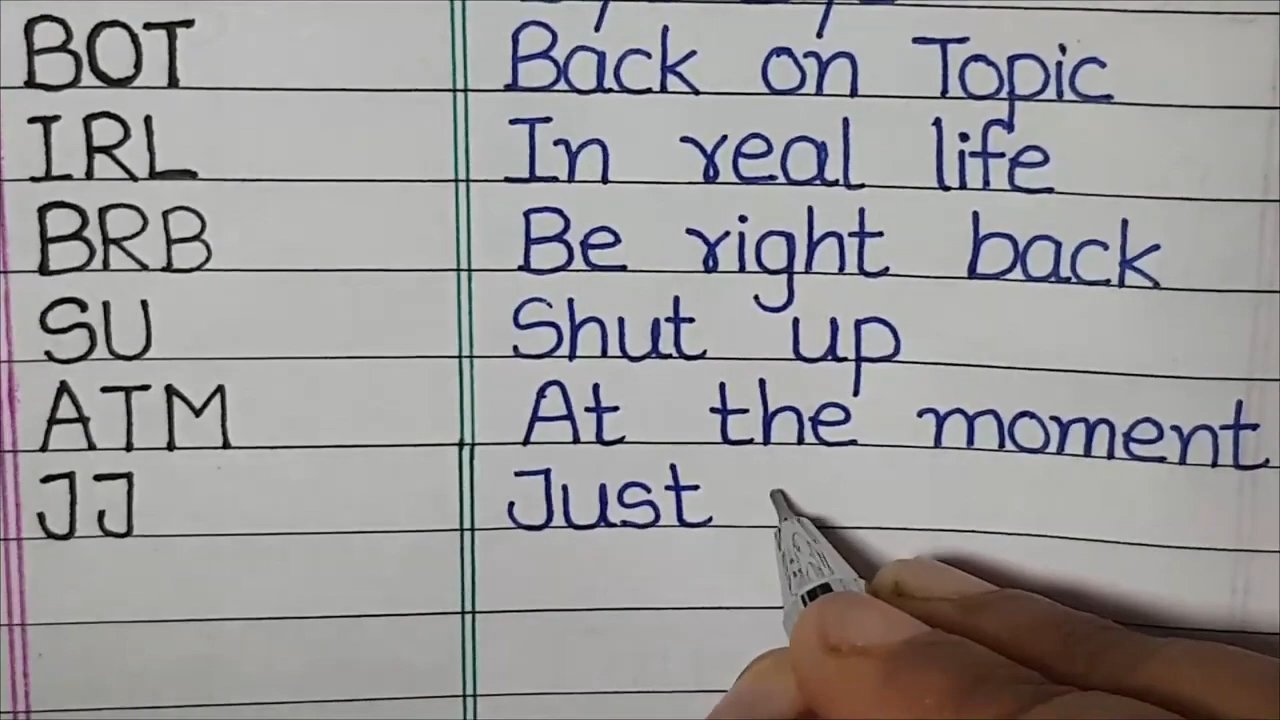 BOT Back on Topic
IRL In real life
BRB Be right back
SU Shut up
ATM At the moment
JJ Just